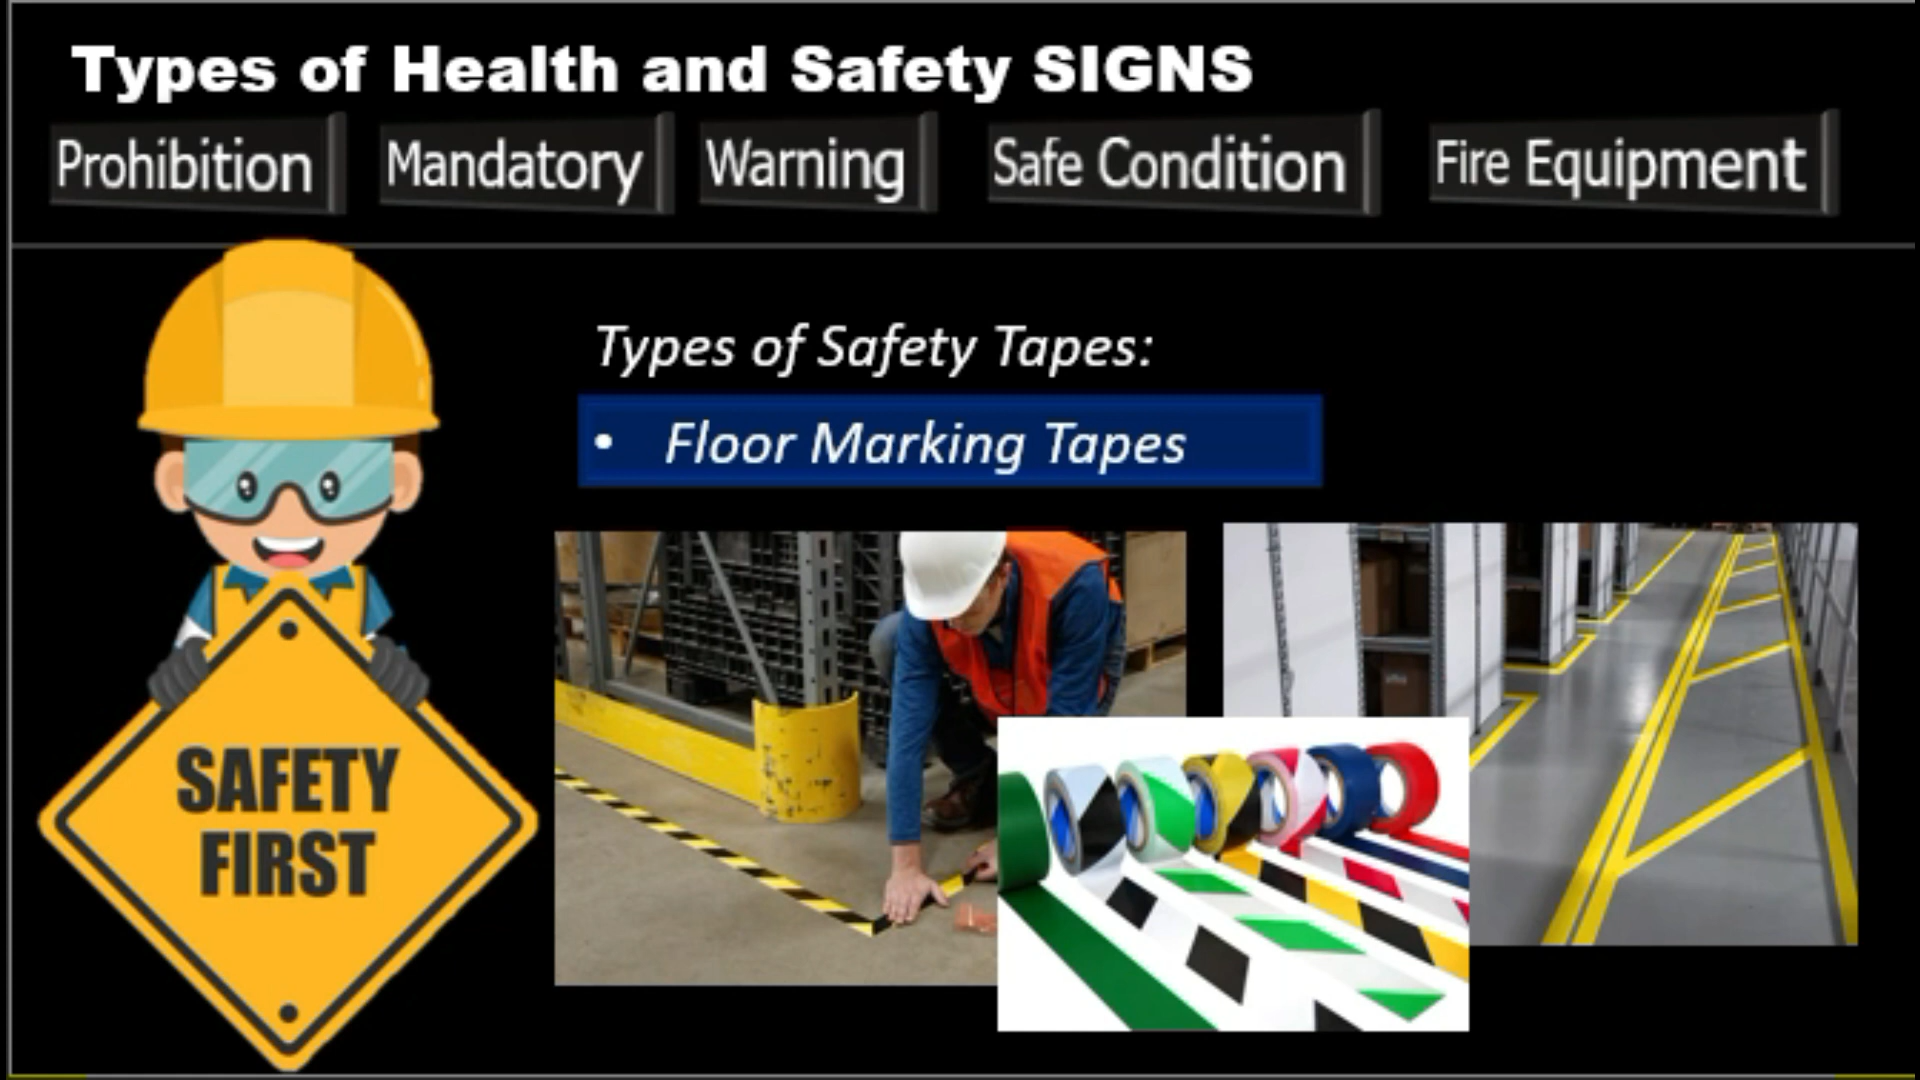 Types of Health and Safety SIGNS
Prohibition Mandatory Warning Safe Condition Fire Equipment
Types of Safety Tapes:
• Floor Marking Tapes
SAFETY
FIRST